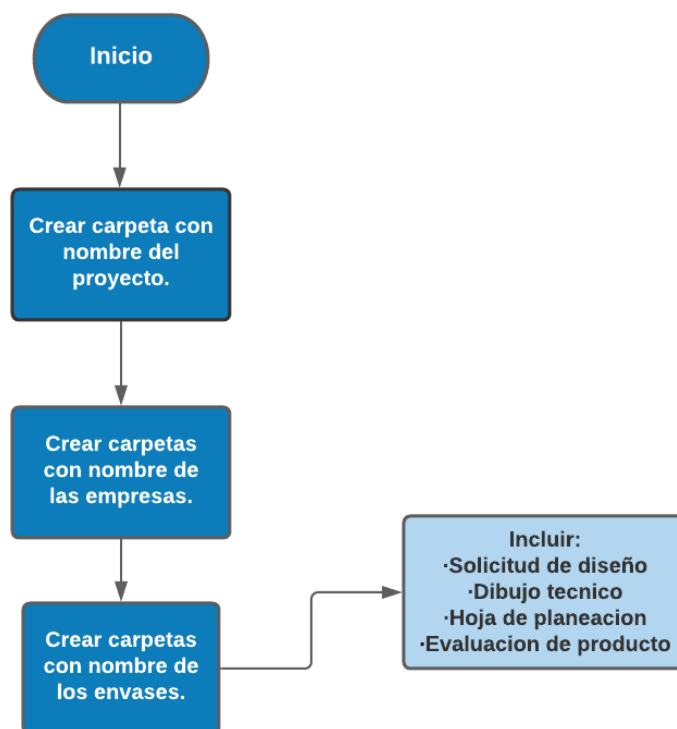 Inicio
Crear carpeta con
nombre del
proyecto.
Crear carpetas
con nombre de
las empresas.
Crear carpetas
con nombre de
los envases.
Incluir:
·Solicitud de diseño
·Dibujo tecnico
·Hoja de planeacion
·Evaluacion de producto